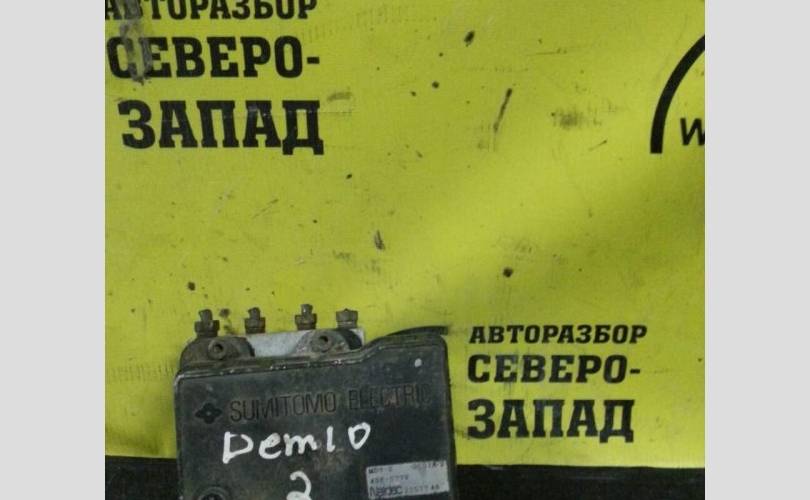 АВТОРАЗБОР
СЕВЕРО-
ЗАПАД
W
АВТОРАЗБОР
СЕВЕРО-
ЗАПАД
SUMITOMO ELECTRIC
Demio
2